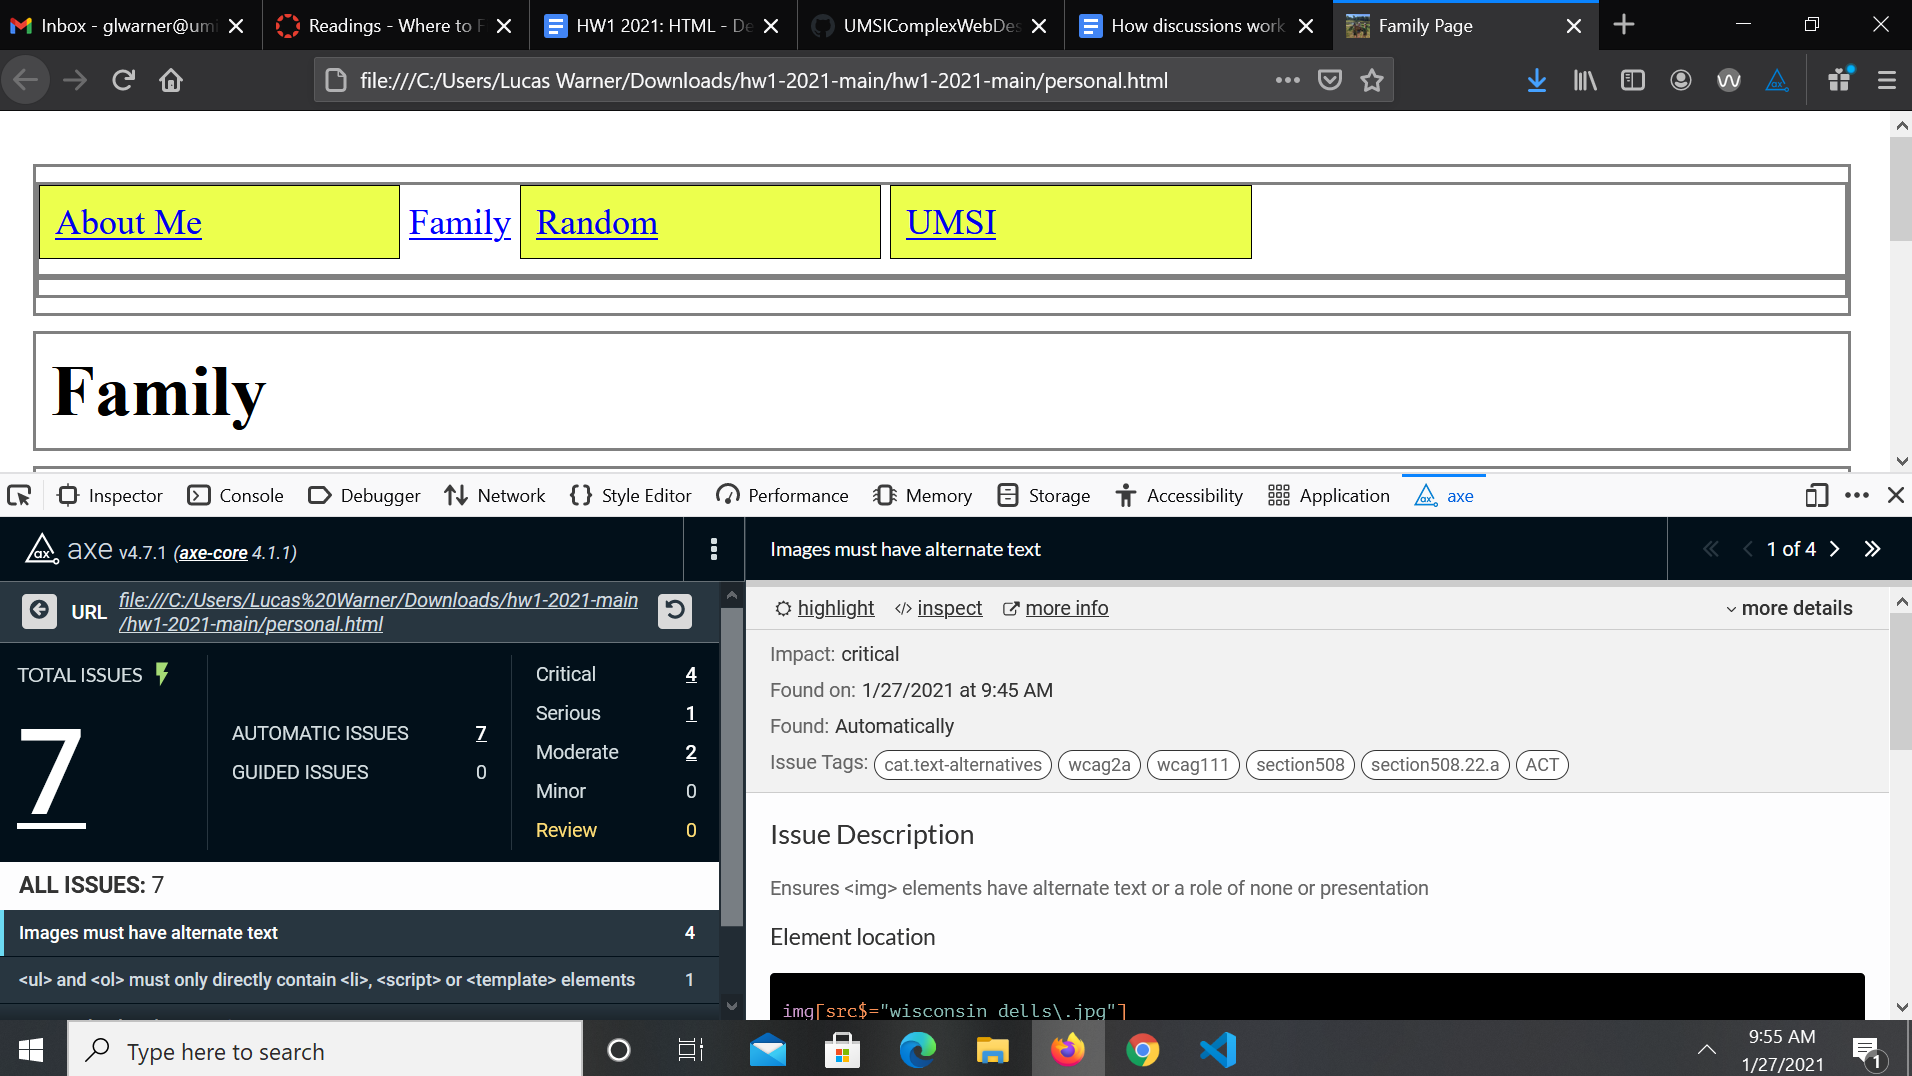 Inbox - glwarner@umi
Readings - Where to F
HW1 2021: HTML - De
UMSIComplexWebDes
How discussions work
Family Page
file:///C:/Users/Lucas Warner/Downloads/hw1-2021-main/hw1-2021-main/personal.html
About Me Family Random UMSI
Family
Inspector Console Debugger Network Style Editor Performance Memory Storage Accessibility Application axe
axe v4.7.1 (axe-core 4.1.1)
Images must have alternate text
1 of 4
URL
file:///C:/Users/Lucas%20Warner/Downloads/hw1-2021-main
/hw1-2021-main/personal.html
highlight inspect more info
more details
TOTAL ISSUES
7
AUTOMATIC ISSUES 7
GUIDED ISSUES 0
Critical 4
Serious 1
Moderate 2
Minor 0
Review 0
Impact: critical
Found on: 1/27/2021 at 9:45 AM
Found: Automatically
Issue Tags: cat.text-alternatives wcag2a wcag111 section508 section508.22.a ACT
ALL ISSUES: 7
Images must have alternate text 4
<ul> and <ol> must only directly contain <li>, <script> or <template> elements 1
Issue Description
Ensures <img> elements have alternate text or a role of none or presentation
Element location
img[src$="wisconsin dells\.jpg"]
Type here to search
9:55 AM
1/27/2021
1